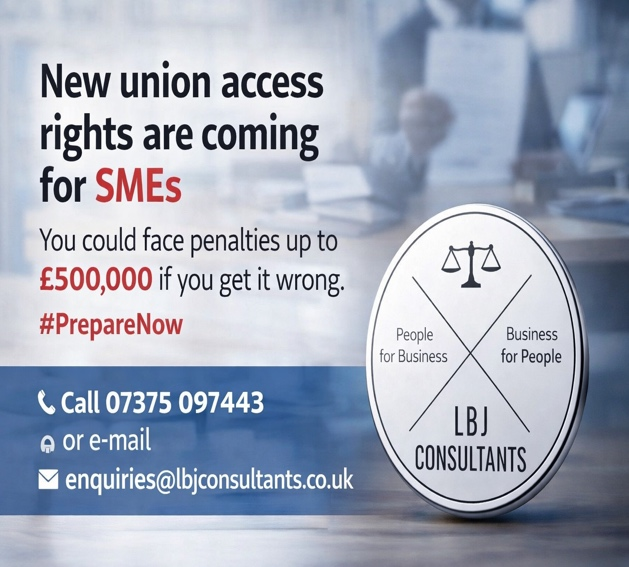 New union access
rights are coming
for SMEs
You could face penalties up to
£500,000 if you get it wrong.
#PrepareNow
Call 07375 097443
or e-mail
enquiries@lbjconsultants.co.uk
People
for Business
Business
for People
LBJ
CONSULTANTS